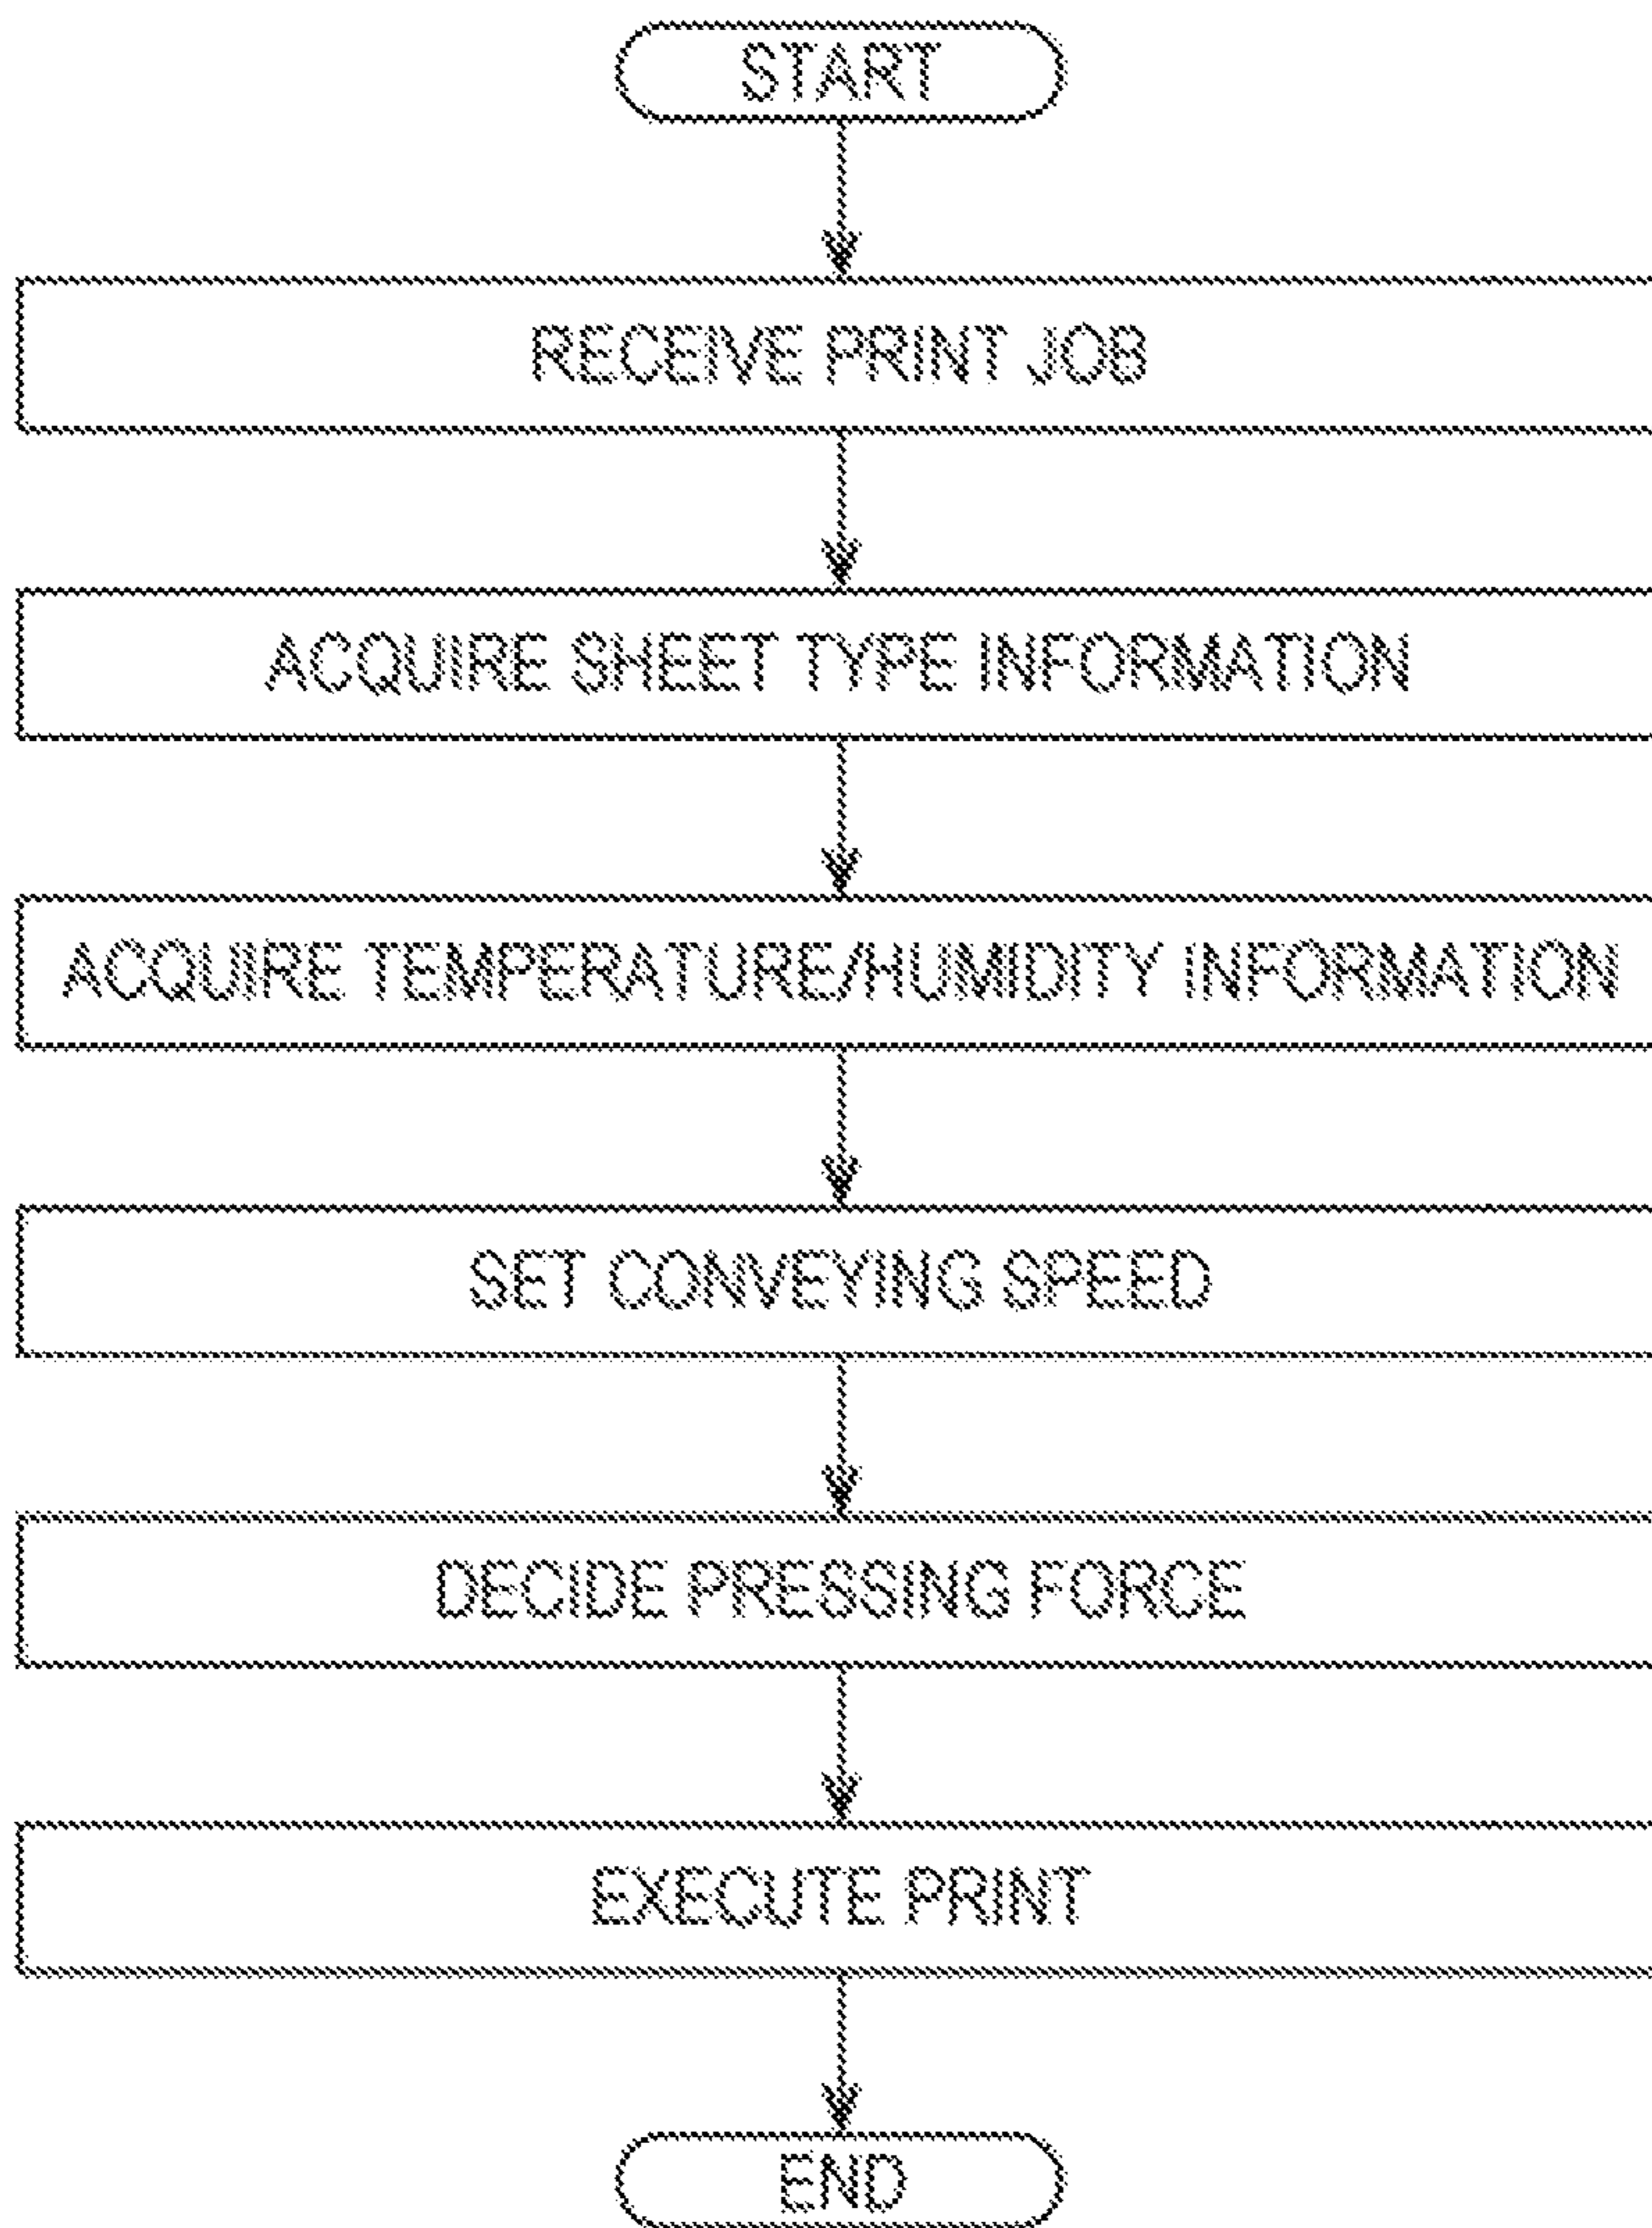 START
RECEIVE PRINT JOB
ACQUIRE SHEET TYPE INFORMATION
ACQUIRE TEMPERATURE/HUMIDITY INFORMATION
SET CONVEYING SPEED
DECIDE PRESSING FORCE
EXECUTE PRINT
END